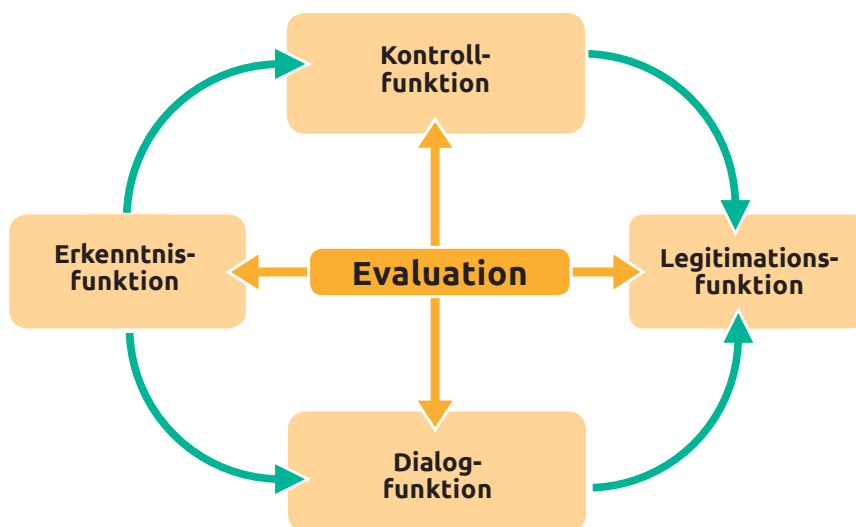 Kontroll-
funktion
Erkenntnis-
funktion
Evaluation
Legitimations-
funktion
Dialog-
funktion